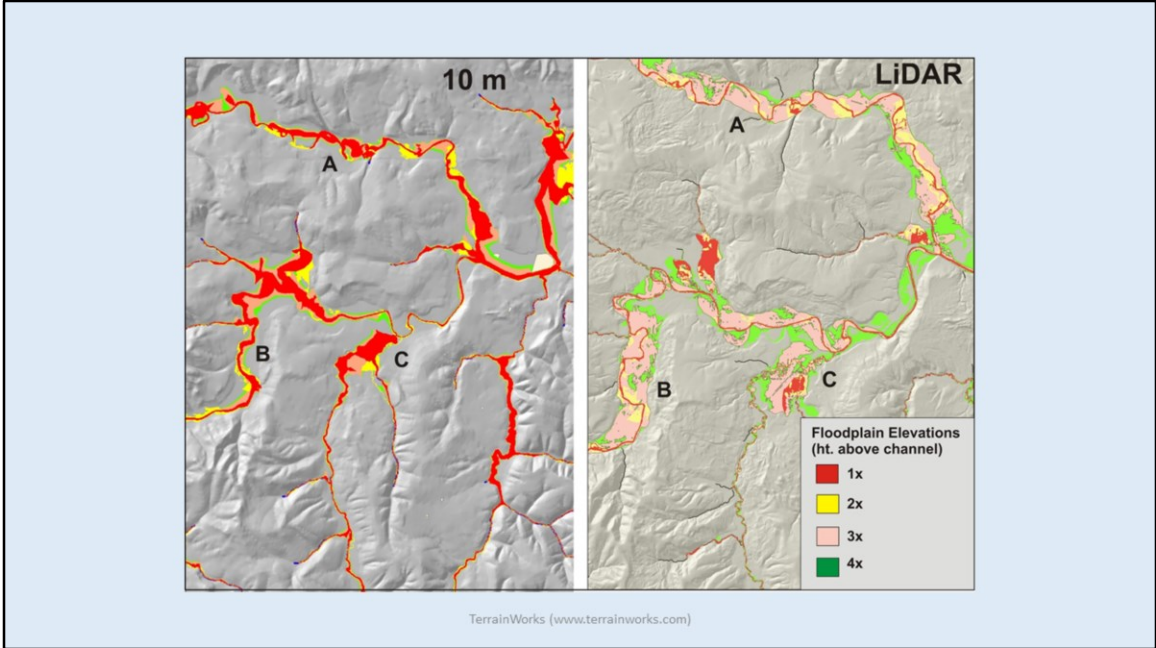 10 m
A
B
C
LiDAR
A
B
C
Floodplain Elevations
(ht. above channel)
1x
2x
3x
4x
TerrainWorks (www.terrainworks.com)